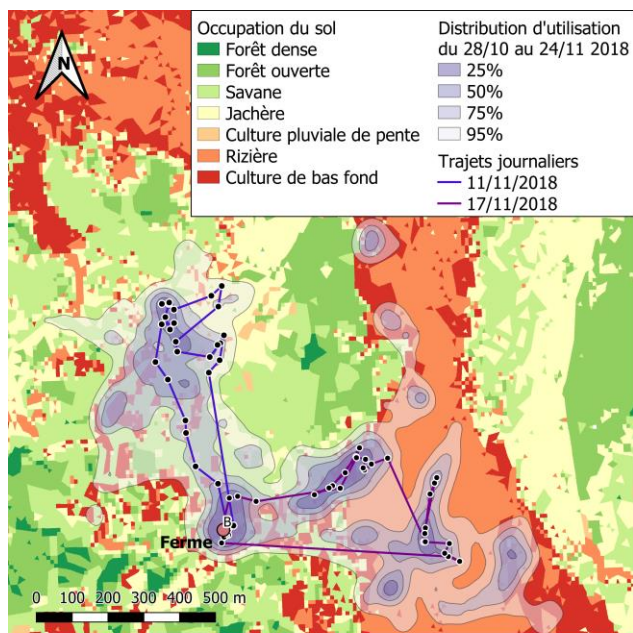 N
Occupation du sol
Forêt dense
Forêt ouverte
Savane
Jachère
Culture pluviale de pente
Rizière
Culture de bas fond
Distribution d'utilisation
du 28/10 au 24/11 2018
25%
50%
75%
95%
Trajets journaliers
11/11/2018
17/11/2018
B
Ferme
0 100 200 300 400 500 m